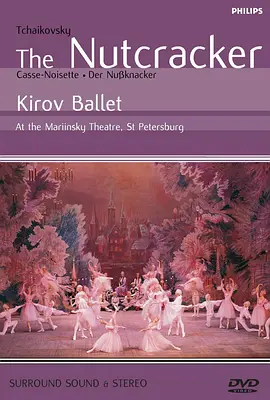 PHILIPS
Tchaikovsky
The Nutcracker
Casse-Noisette • Der Nußknacker
Kirov Ballet
At the Mariinsky Theatre, St Petersburg
SURROUND SOUND & STEREO
DVD
VIDEO